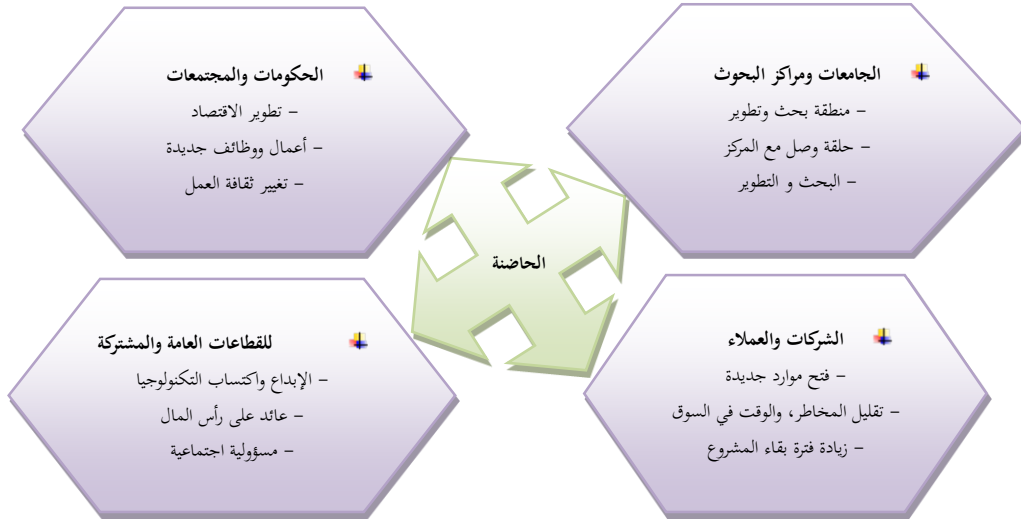 الجامعات ومراكز البحوث
– منطقة بحث وتطوير
– حلقة وصل مع المركز
– البحث و التطوير
الحكومات والمجتمعات
– تطوير الاقتصاد
– أعمال ووظائف جديدة
– تغيير ثقافة العمل
الحاضنة
الشركات والعملاء
– فتح موارد جديدة
– تقليل المخاطر، والوقت في السوق
– زيادة فترة بقاء المشروع
للقطاعات العامة والمشتركة
– الإبداع واكتساب التكنولوجيا
– عائد على رأس المال
– مسؤولية اجتماعية